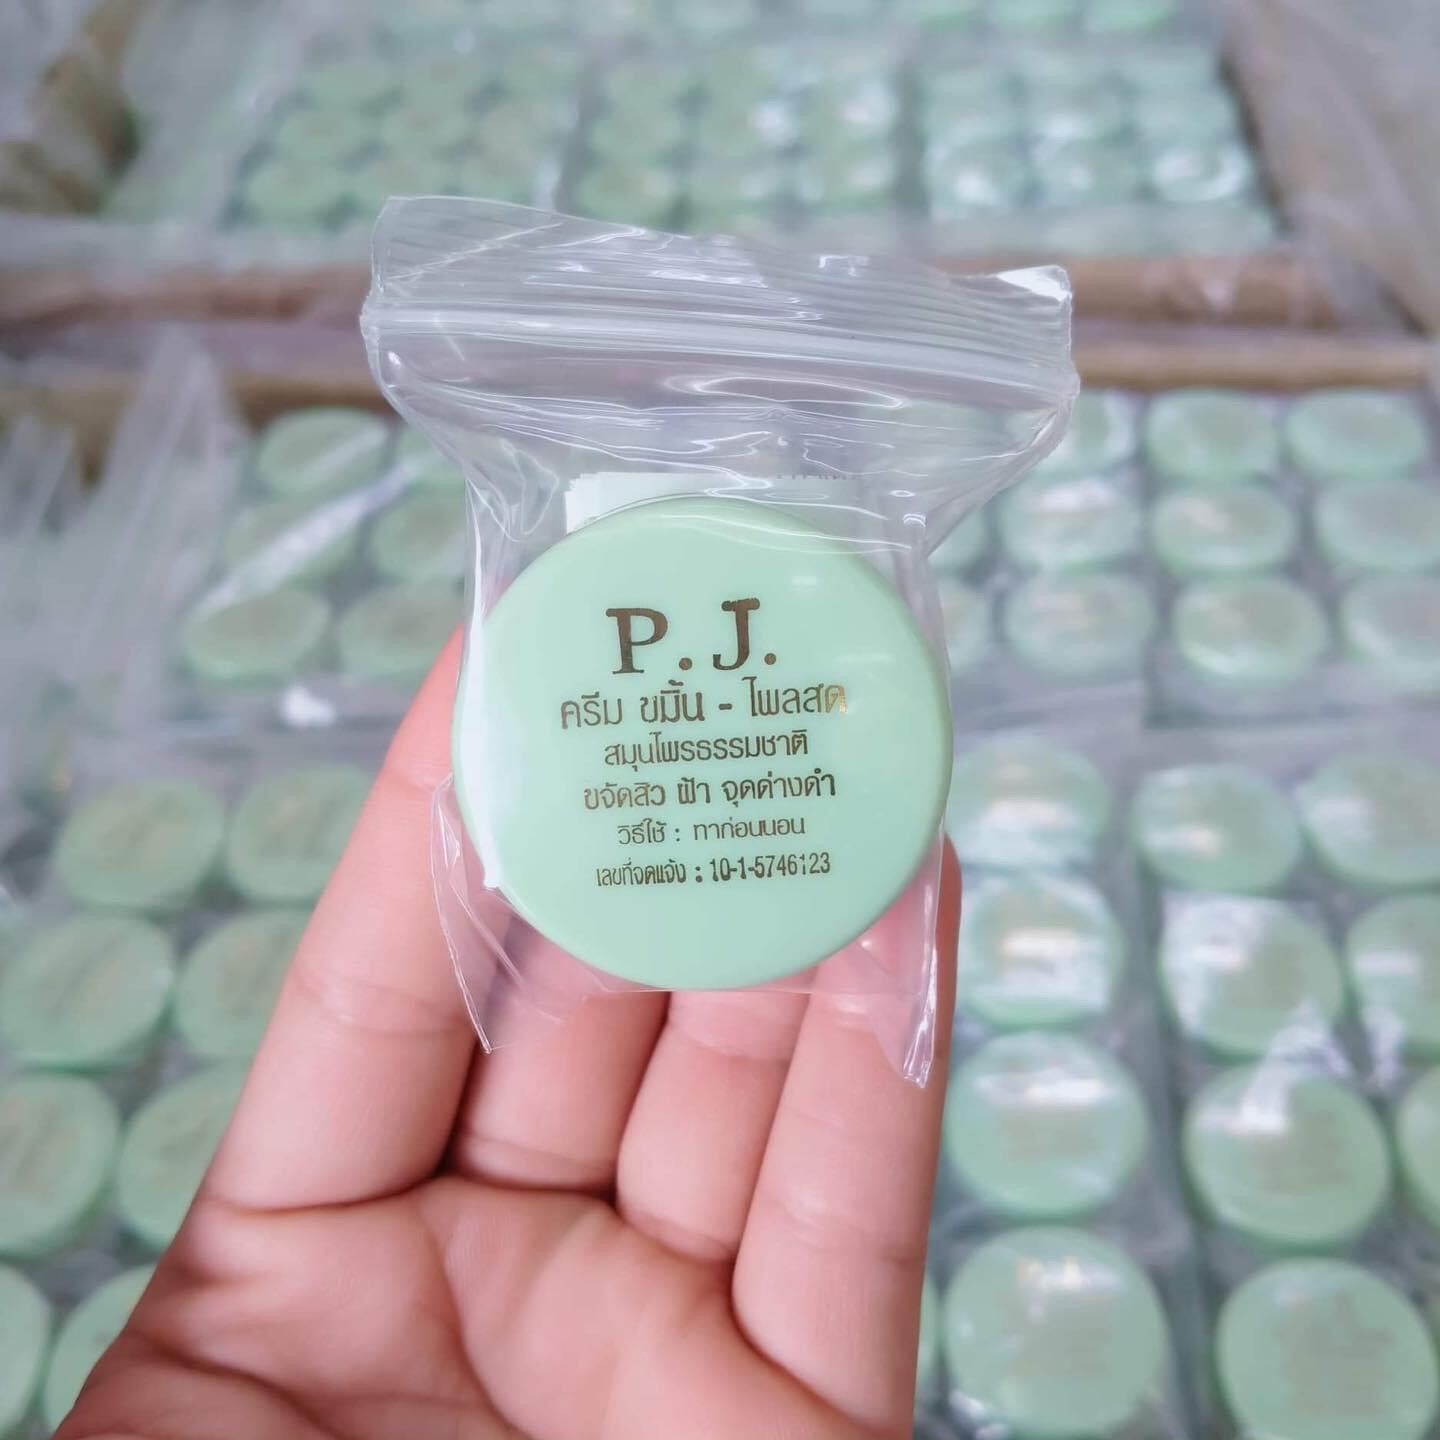 P.J.
ครีม ขมิ้น - ไพลสด
สมุนไพรธรรมชาติ
ขจัดสิว ฝ้า จุดด่างดำ
วิธีใช้ : ทาก่อนนอน
เลขที่จดแจ้ง : 10-1-5746123